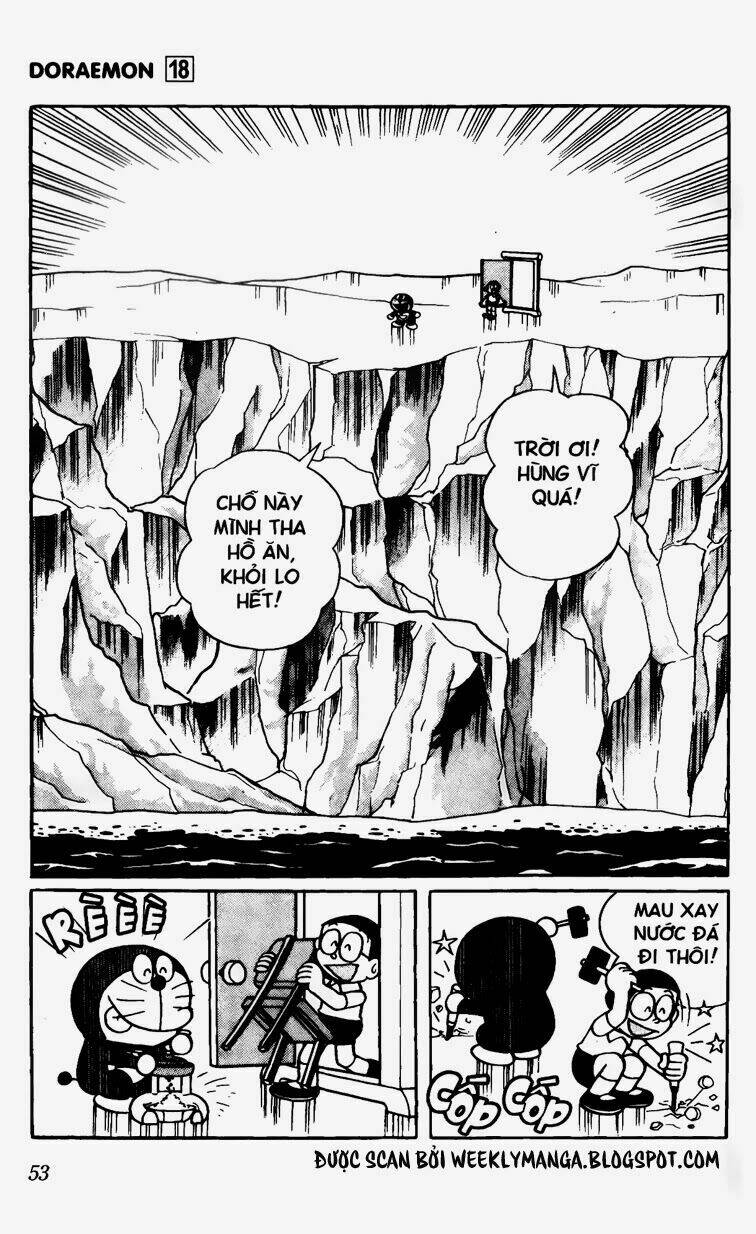 DORAEMON 18
TRỜI ƠI!
HÙNG VĨ
QUÁ!
CHỖ NÀY
MÌNH THA
HỒ ĂN,
KHỎI LO
HẾT!
RÈÈÈ
MAU XAY
NƯỚC ĐÁ
ĐI THÔI!
CỐP CỐP
53
ĐƯỢC SCAN BỞI WEEKLYMANGA.BLOGSPOT.COM